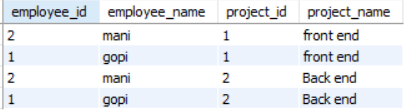 employee_id employee_name project_id project_name
2 mani 1 front end
1 gopi 1 front end
2 mani 2 Back end
1 gopi 2 Back end